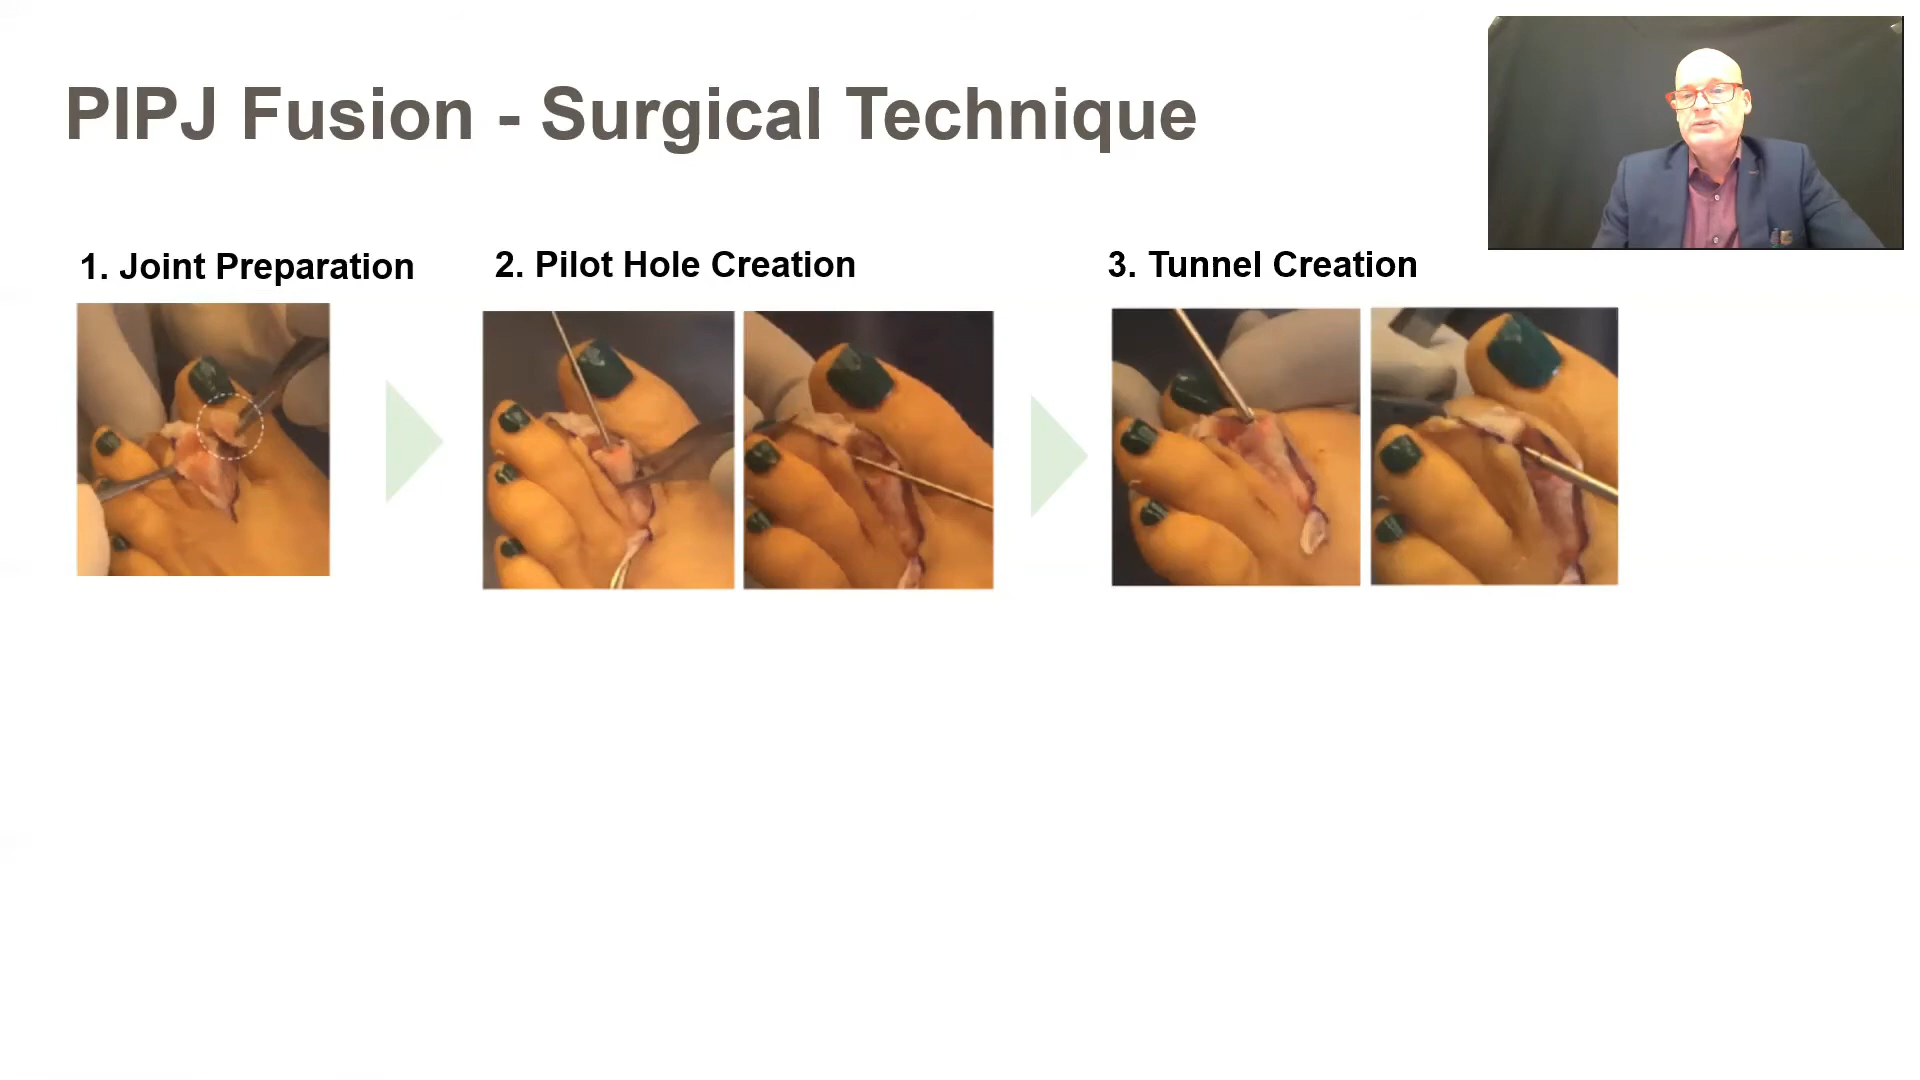 PIPJ Fusion - Surgical Technique
1. Joint Preparation
2. Pilot Hole Creation
3. Tunnel Creation